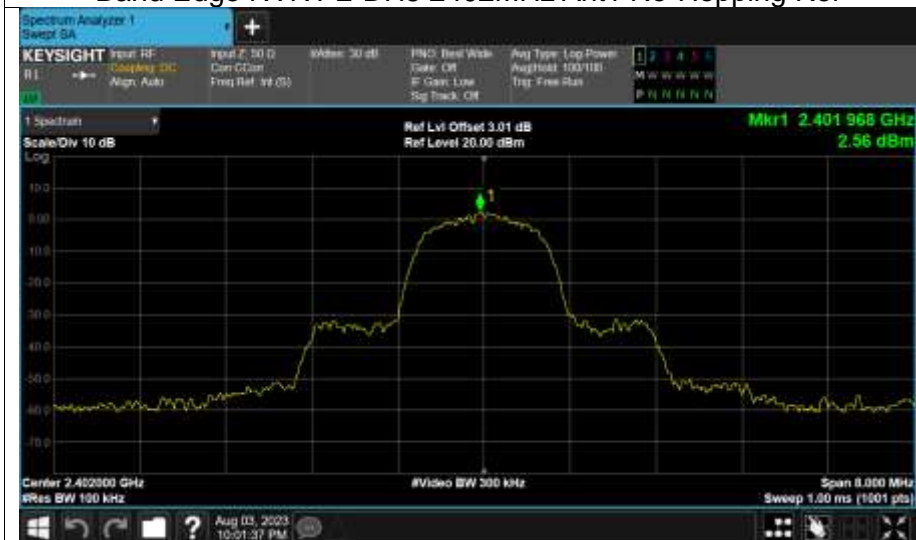 Band Edge NVNT 2-DH5 2402MHz Ant1 No-Hopping Ref
Spectrum Analyzer 1
Swept SA
KEYSIGHT Input: RF
Coupling: DC
Align: Auto
Input Z: 50 Ω
Corr CCorr
Freq Ref: Int (S)
#Atten: 30 dB
PNO: Best Wide
Gate: Off
IF Gain: Low
Sig Track: Off
Avg Type: Log-Power
Avg|Hold: 100/100
Trig: Free Run
1 2 3 4 5 6
M W W W W W
P N N N N N
1 Spectrum
Scale/Div 10 dB
Log
Ref Lvl Offset 3.01 dB
Ref Level 20.00 dBm
Mkr1 2.401 968 GHz
2.56 dBm
10.0
0.00
-10.0
-20.0
-30.0
-40.0
-50.0
-60.0
-70.0
1
Center 2.402000 GHz
#Res BW 100 kHz
#Video BW 300 kHz
Span 8.000 MHz
Sweep 1.00 ms (1001 pts)
Aug 03, 2023
10:01:37 PM